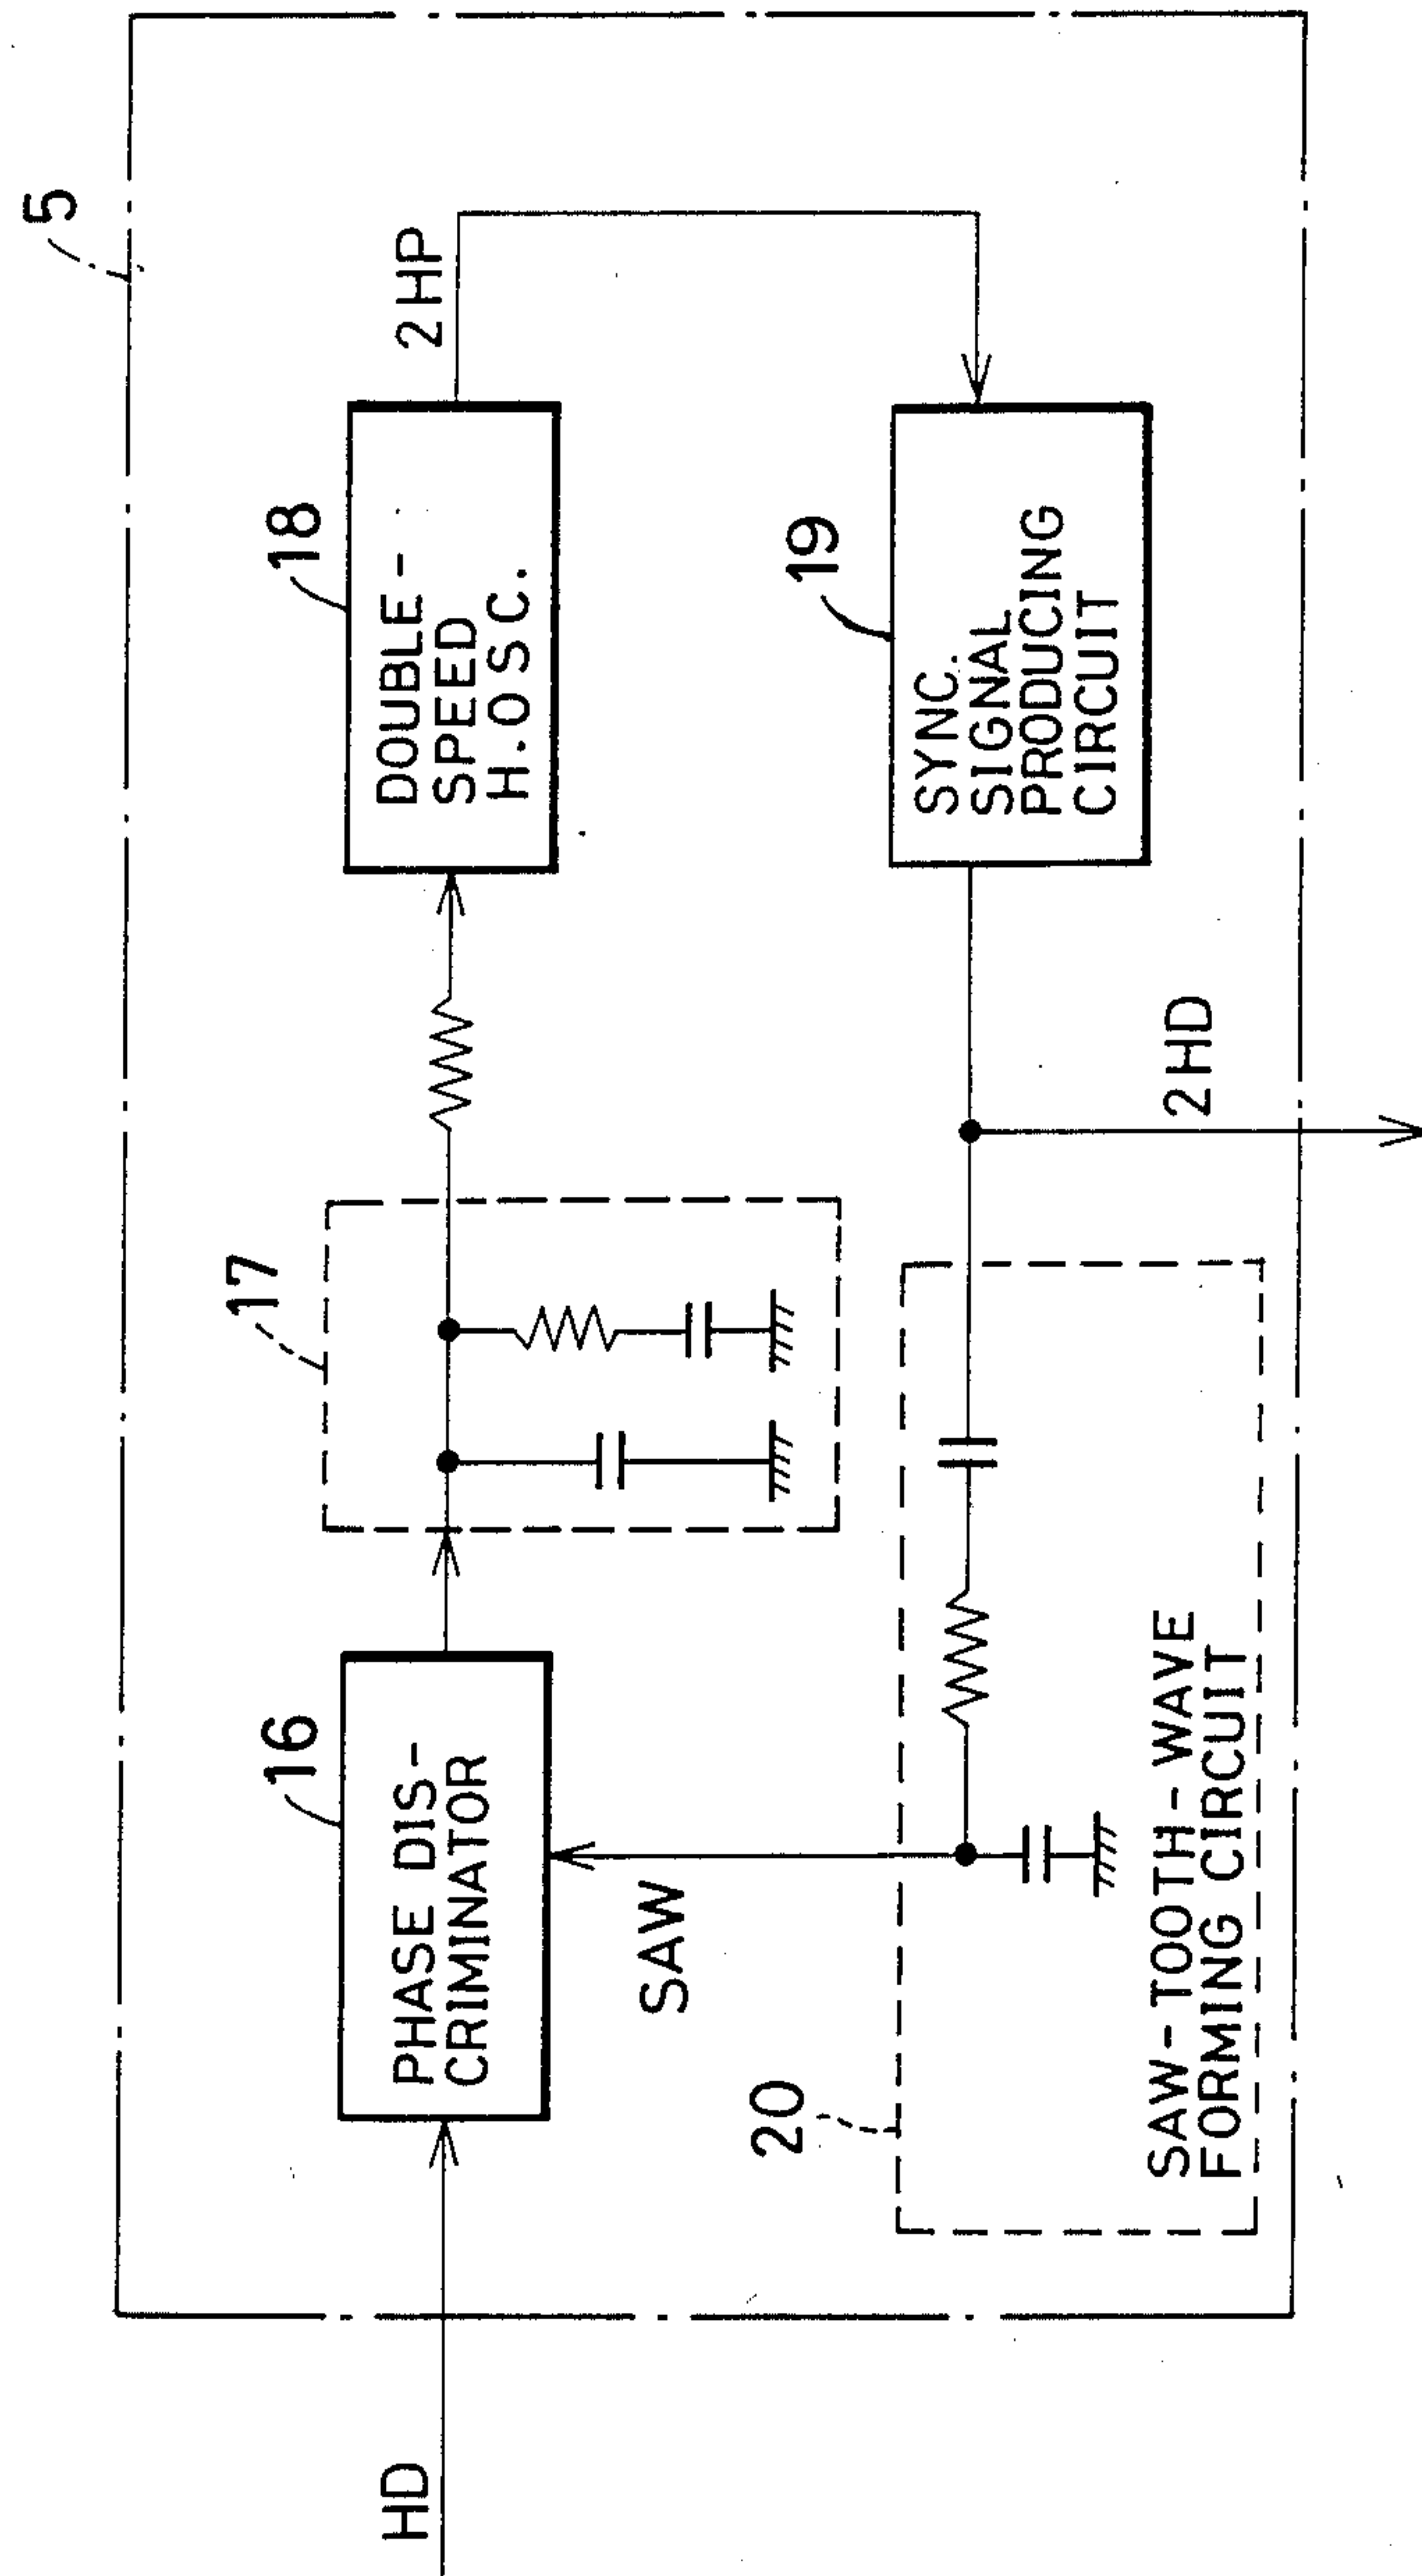 5
HD
16
PHASE DIS-
CRIMINATOR
17
18
DOUBLE-
SPEED
H.OSC.
2HP
SAW
19
SYNC.
SIGNAL
PRODUCING
CIRCUIT
20
SAW-TOOTH-WAVE
FORMING CIRCUIT
2HD